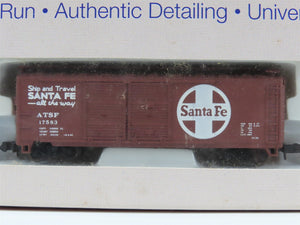 Run · Authentic Detailing · Unive
Ship and Travel
SANTA FE
—all the way
Santa Fe
ATSF
17583